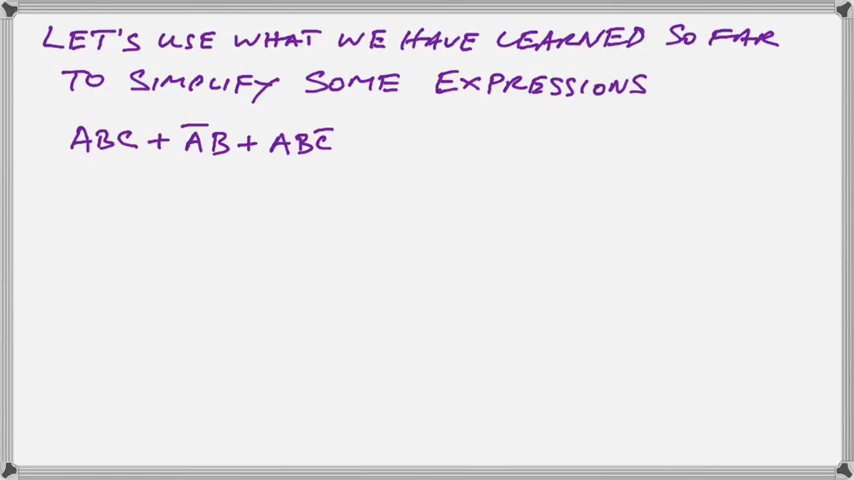 LET'S USE WHAT WE HAVE LEARNED SO FAR
TO SIMPLIFY SOME EXPRESSIONS
ABC + A̅B + ABC̅